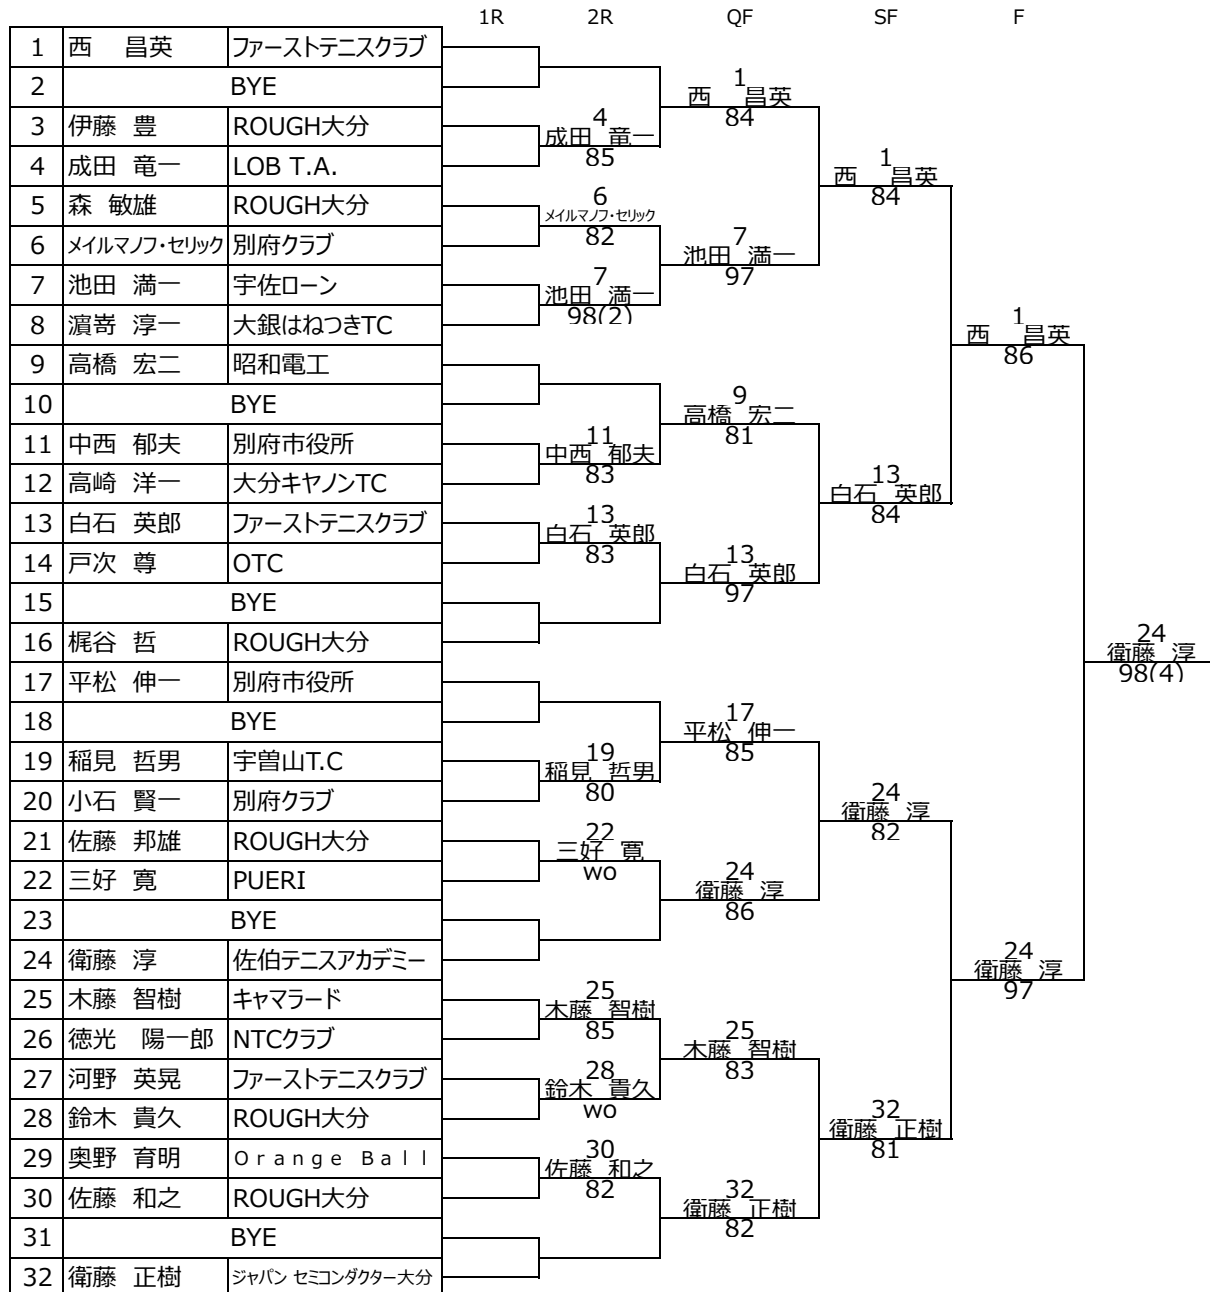 1R 2R QF SF F
1 西 昌英 ファーストテニスクラブ
2 BYE
3 伊藤 豊 ROUGH大分
4 成田 竜一 LOB T.A.
5 森 敏雄 ROUGH大分
6 メイルマノフ・セリック 別府クラブ
7 池田 満一 宇佐ローン
8 濵嵜 淳一 大銀はねつきTC
9 高橋 宏二 昭和電工
10 BYE
11 中西 郁夫 別府市役所
12 高崎 洋一 大分キヤノンTC
13 白石 英郎 ファーストテニスクラブ
14 戸次 尊 OTC
15 BYE
16 梶谷 哲 ROUGH大分
17 平松 伸一 別府市役所
18 BYE
19 稲見 哲男 宇曽山T.C
20 小石 賢一 別府クラブ
21 佐藤 邦雄 ROUGH大分
22 三好 寛 PUERI
23 BYE
24 衛藤 淳 佐伯テニスアカデミー
25 木藤 智樹 キャマラード
26 徳光 陽一郎 NTCクラブ
27 河野 英晃 ファーストテニスクラブ
28 鈴木 貴久 ROUGH大分
29 奥野 育明 Ｏｒａｎｇｅ Ｂａｌｌ
30 佐藤 和之 ROUGH大分
31 BYE
32 衛藤 正樹 ジャパン セミコンダクター大分
4
成田 竜一
85
6
メイルマノフ・セリック
82
7
池田 満一
98(2)
11
中西 郁夫
83
13
白石 英郎
83
19
稲見 哲男
80
22
三好 寛
wo
25
木藤 智樹
85
28
鈴木 貴久
wo
30
佐藤 和之
82
1
西 昌英
84
7
池田 満一
97
9
高橋 宏二
81
13
白石 英郎
97
17
平松 伸一
85
24
衛藤 淳
86
25
木藤 智樹
83
32
衛藤 正樹
82
1
西 昌英
84
13
白石 英郎
84
24
衛藤 淳
82
32
衛藤 正樹
81
1
西 昌英
86
24
衛藤 淳
97
24
衛藤 淳
98(4)